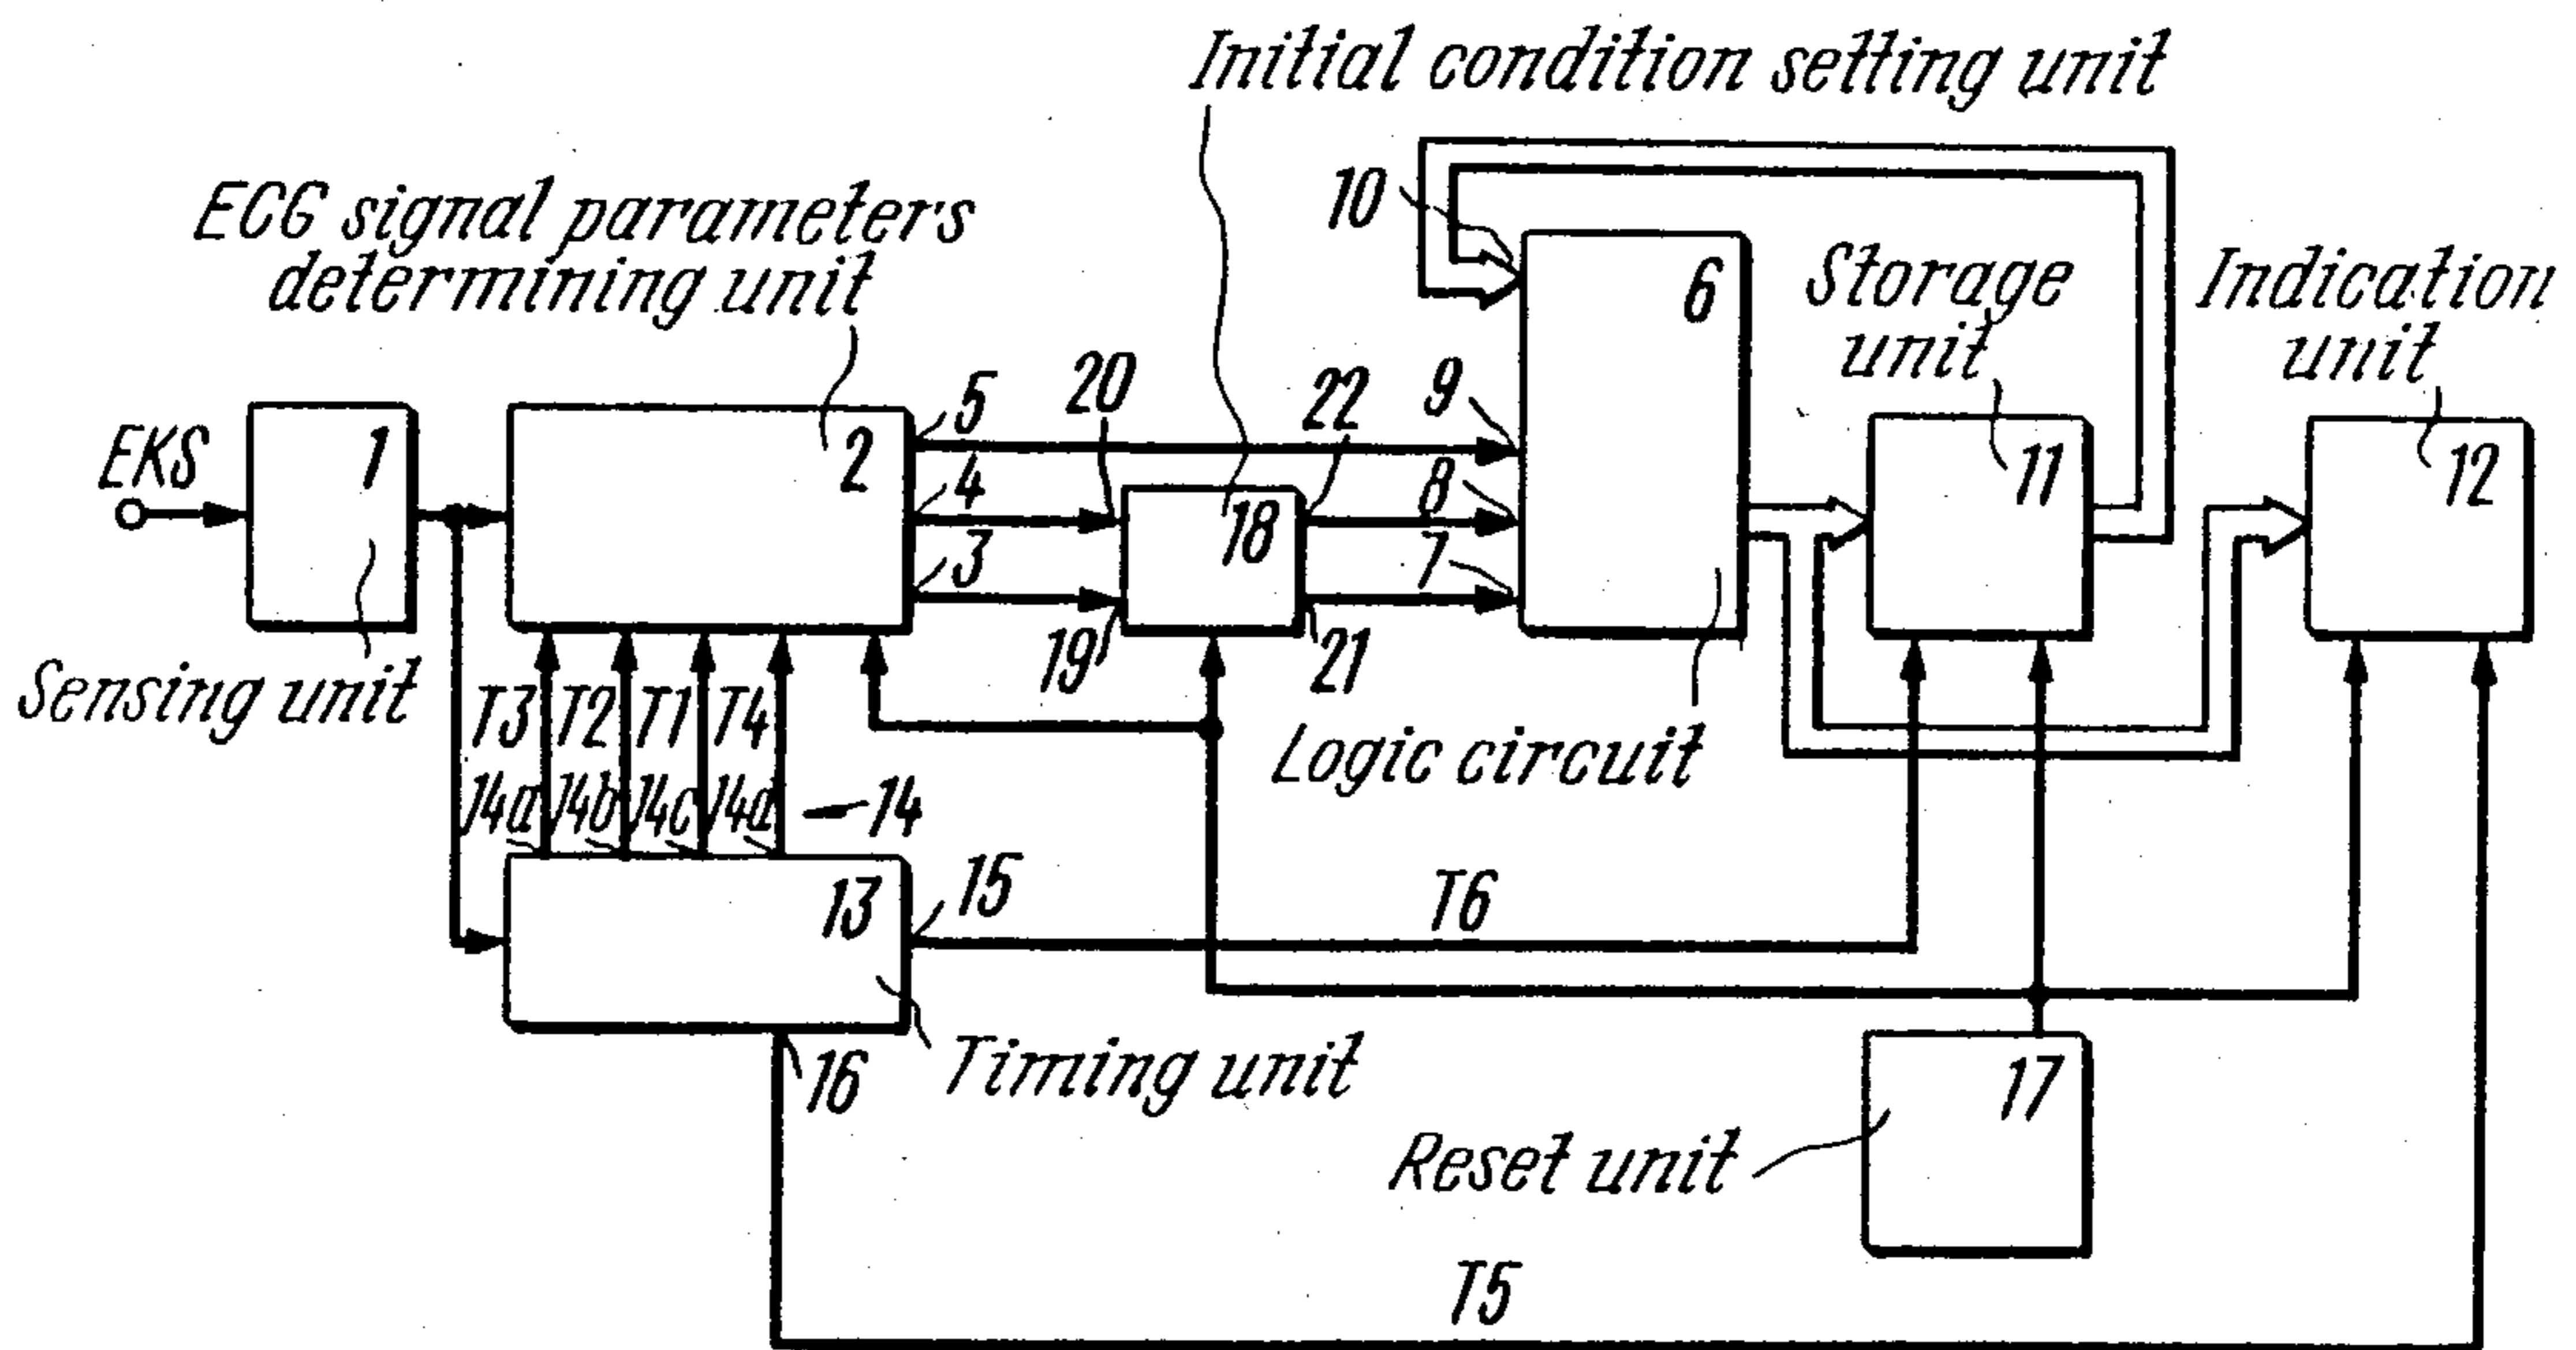 Initial condition setting unit
ECG signal parameters
determining unit
10
6
Storage
unit
Indication
unit
EKS
1
2
5
4
3
20
19
18
22
21
9
8
7
11
12
Sensing unit
T3 T2 T1 T4
Logic circuit
14a 14b 14c 14d
14
13
15
T6
16
Timing unit
17
Reset unit
T5